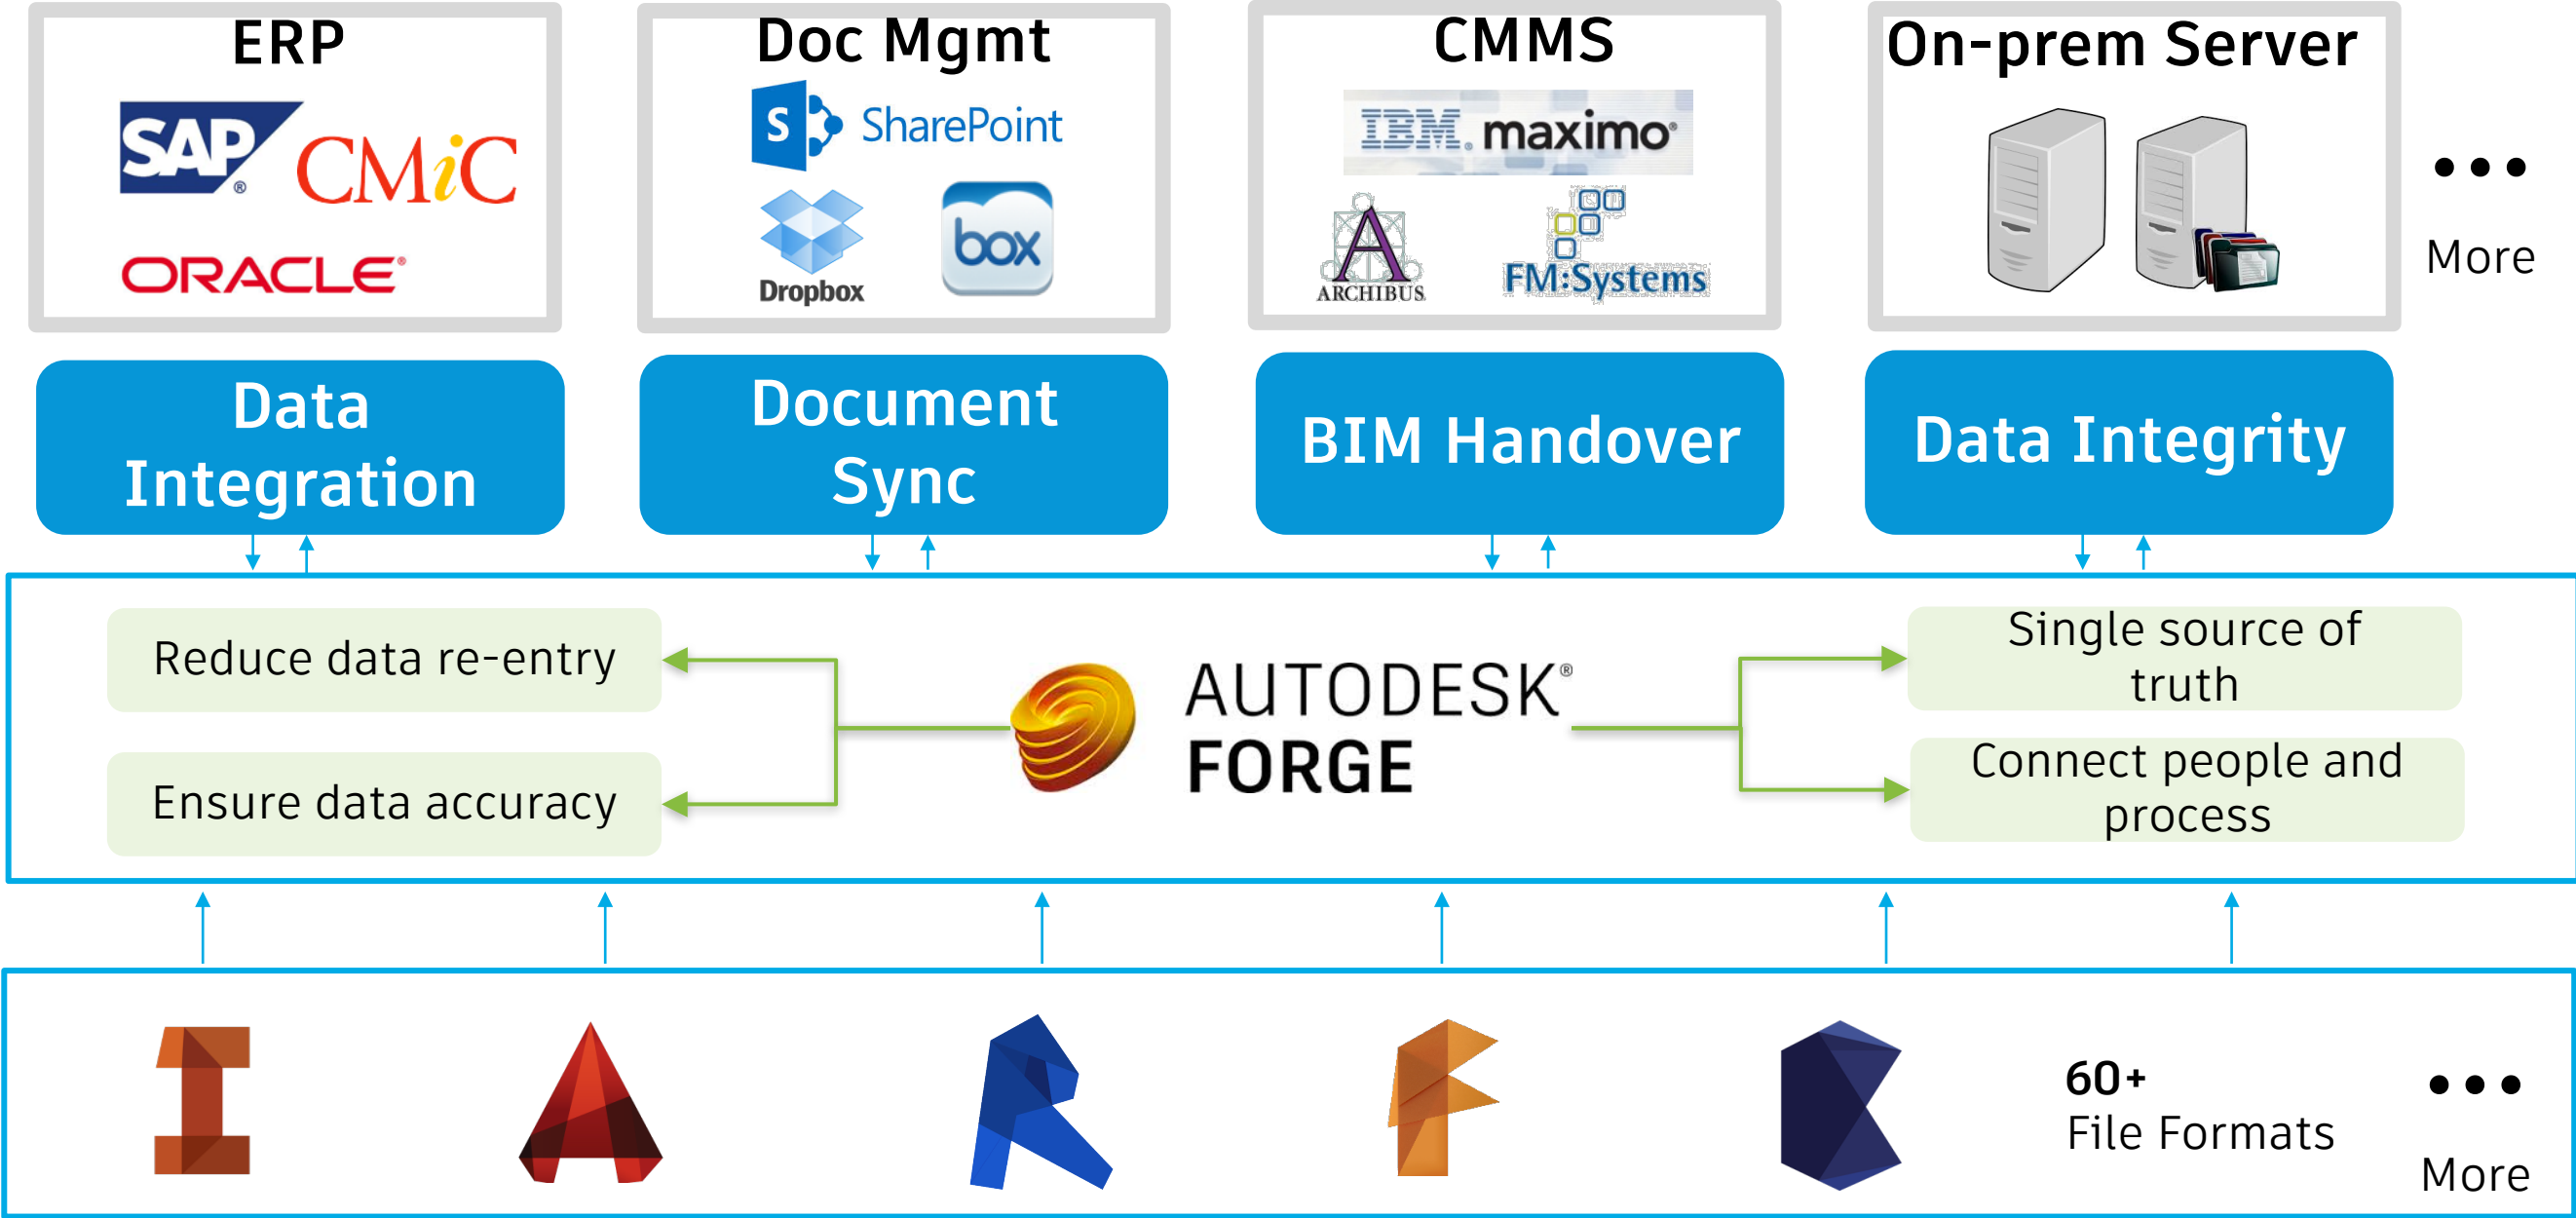 ERP
Doc Mgmt
CMMS
On-prem Server
SAP®
CMiC
ORACLE®
S SharePoint
Dropbox
box
IBM® maximo®
ARCHIBUS
FM:Systems
More
Data
Integration
Document
Sync
BIM Handover
Data Integrity
Reduce data re-entry
Ensure data accuracy
AUTODESK®
FORGE
Single source of
truth
Connect people and
process
60+
File Formats
More